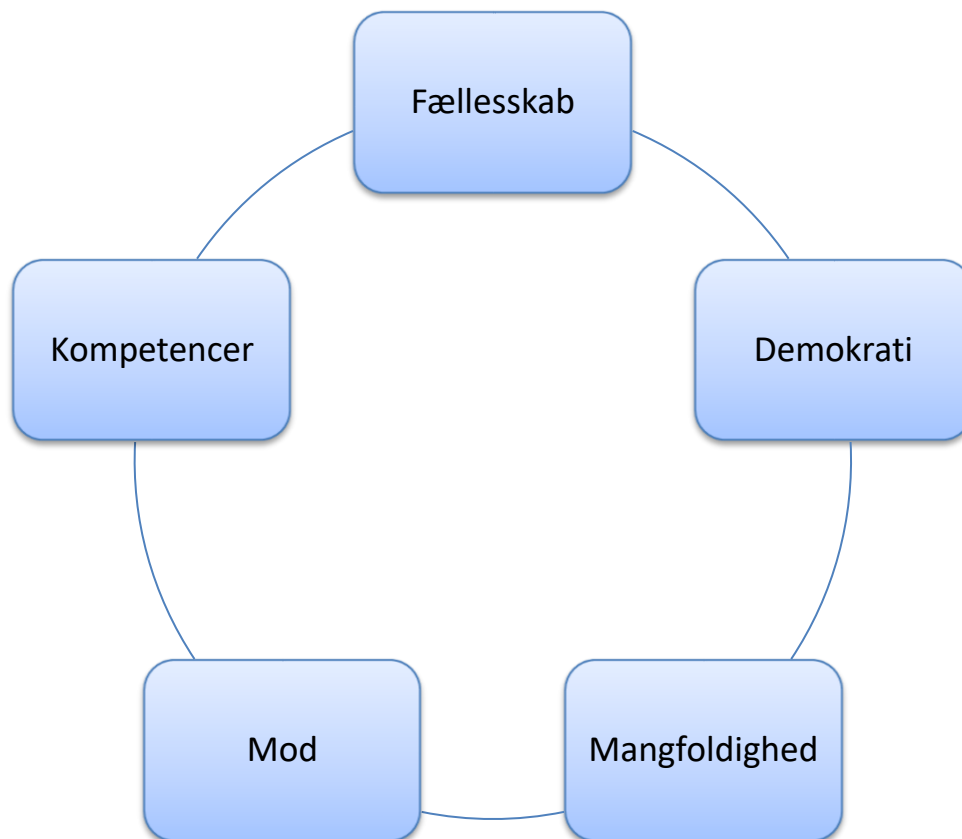 Fællesskab
Demokrati
Mangfoldighed
Mod
Kompetencer